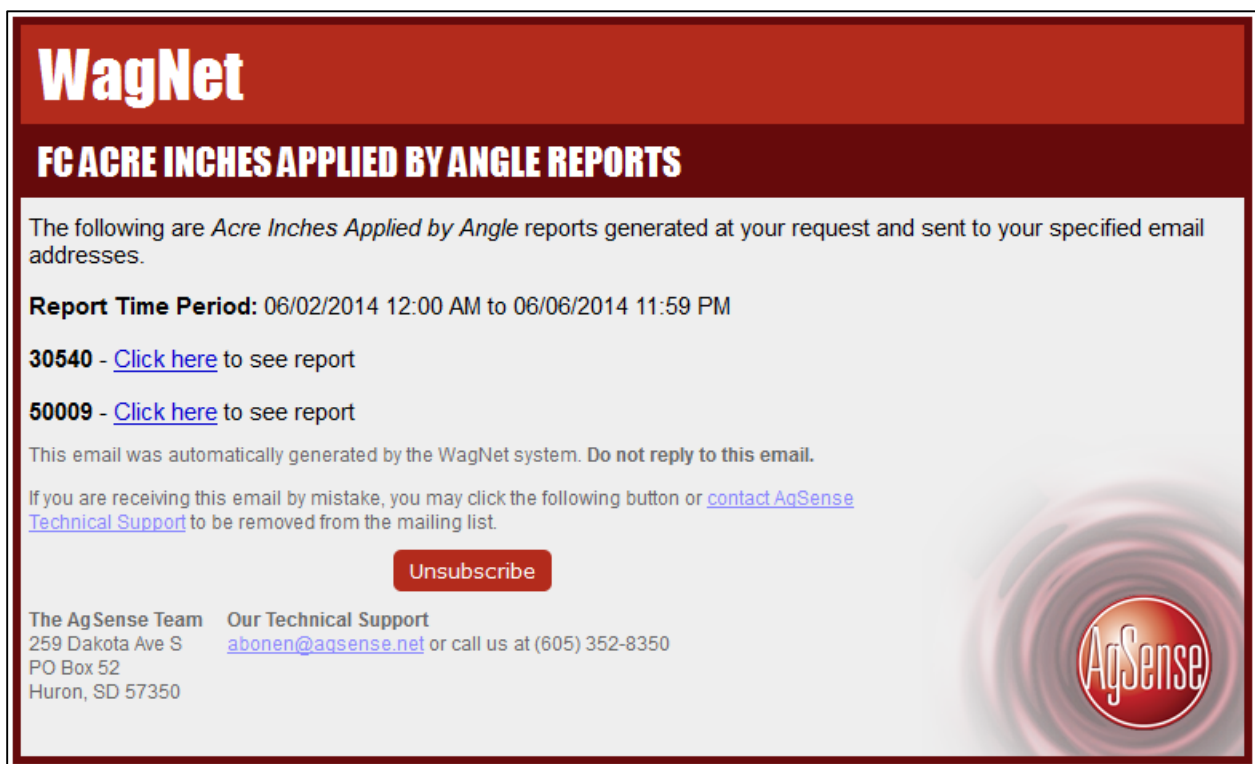 WagNet
FC ACRE INCHES APPLIED BY ANGLE REPORTS
The following are Acre Inches Applied by Angle reports generated at your request and sent to your specified email
addresses.
Report Time Period: 06/02/2014 12:00 AM to 06/06/2014 11:59 PM
30540 - Click here to see report
50009 - Click here to see report
This email was automatically generated by the WagNet system. Do not reply to this email.
If you are receiving this email by mistake, you may click the following button or contact AgSense
Technical Support to be removed from the mailing list.
Unsubscribe
The AgSense Team Our Technical Support
259 Dakota Ave S abonen@agsense.net or call us at (605) 352-8350
PO Box 52
Huron, SD 57350
AgSense